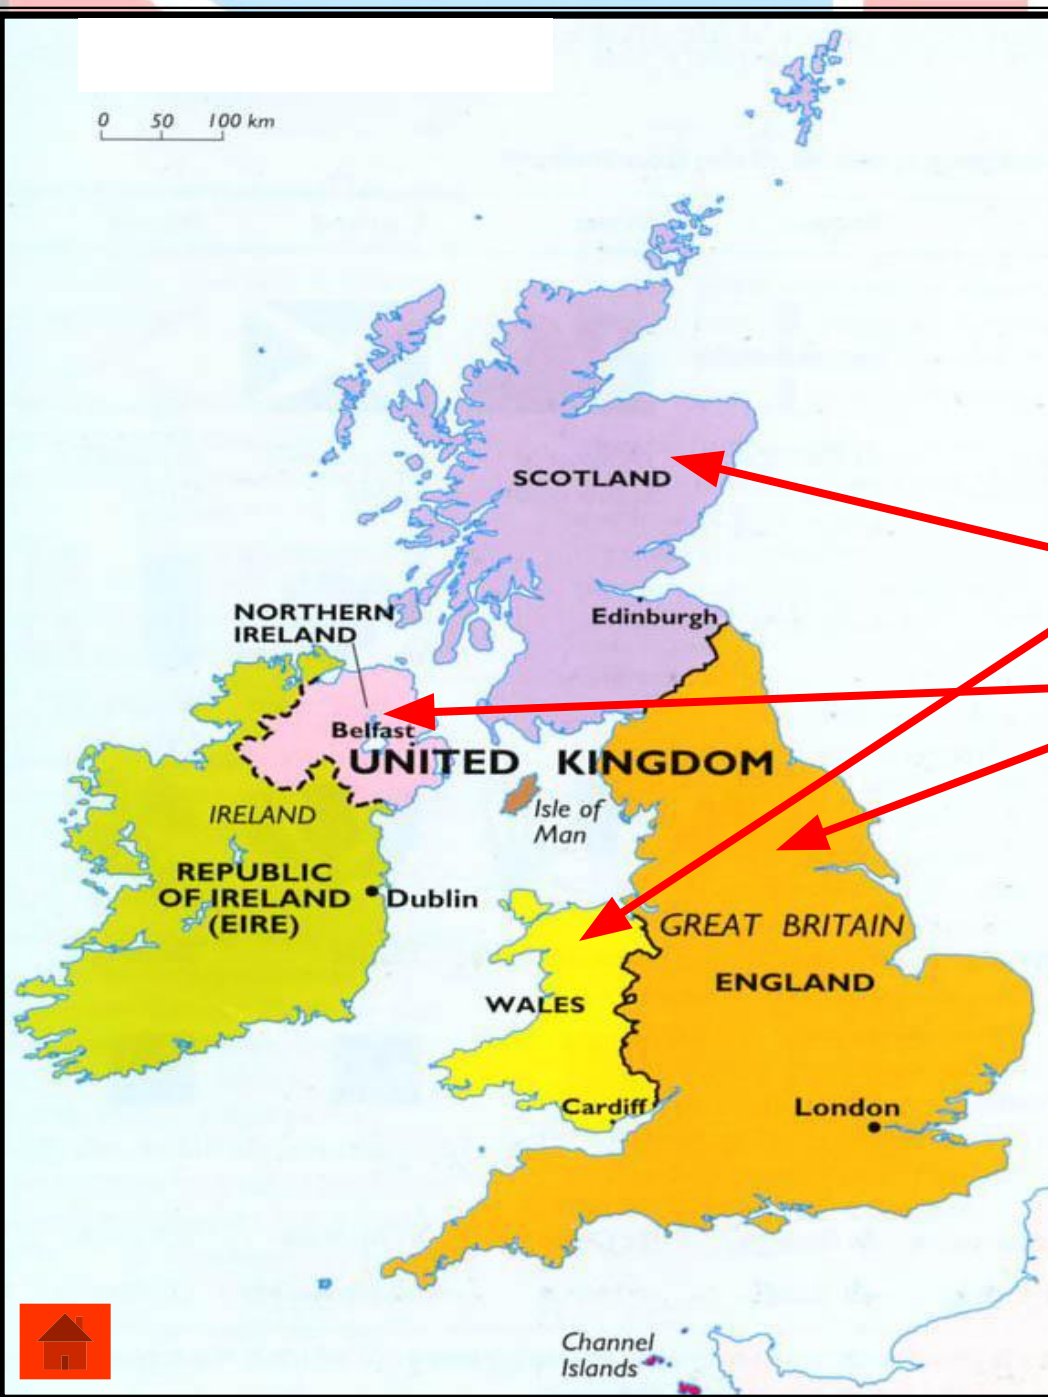 0 50 100 km
SCOTLAND
Edinburgh
NORTHERN
IRELAND
Belfast
UNITED KINGDOM
IRELAND
Isle of
Man
REPUBLIC
OF IRELAND
(EIRE)
Dublin
GREAT BRITAIN
ENGLAND
WALES
Cardiff
London
Channel
Islands